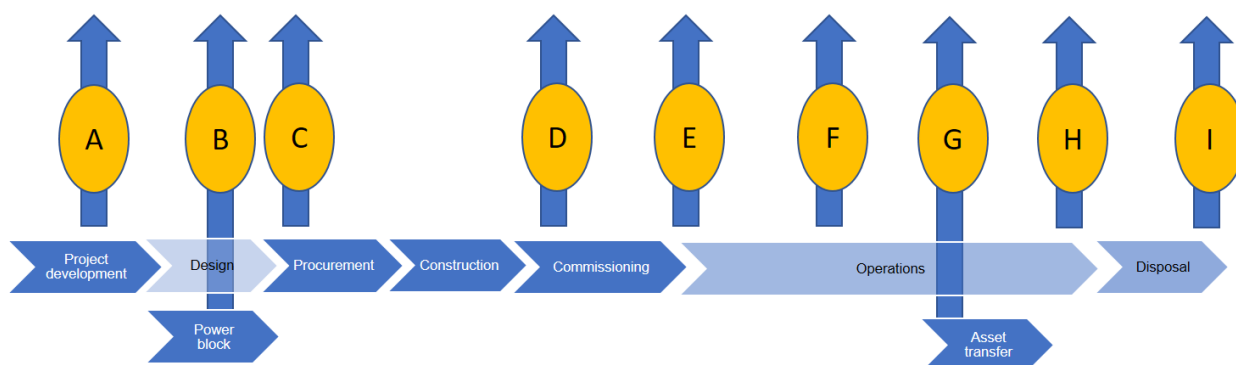 A
B
C
D
E
F
G
H
I
Project
development
Design
Procurement
Construction
Commissioning
Operations
Disposal
Power
block
Asset
transfer